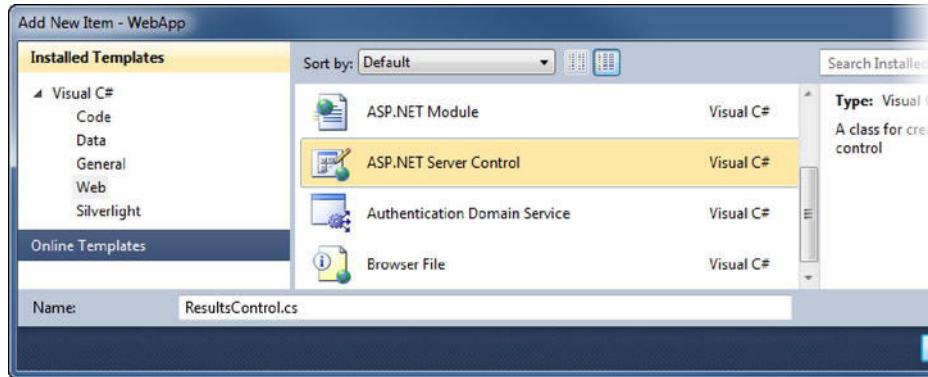 Add New Item - WebApp
Installed Templates
Sort by: Default
Search Installed
Visual C#
Code
Data
General
Web
Silverlight
Online Templates
ASP.NET Module Visual C#
ASP.NET Server Control Visual C#
Authentication Domain Service Visual C#
Browser File Visual C#
Type: Visual
A class for cre
control
Name: ResultsControl.cs